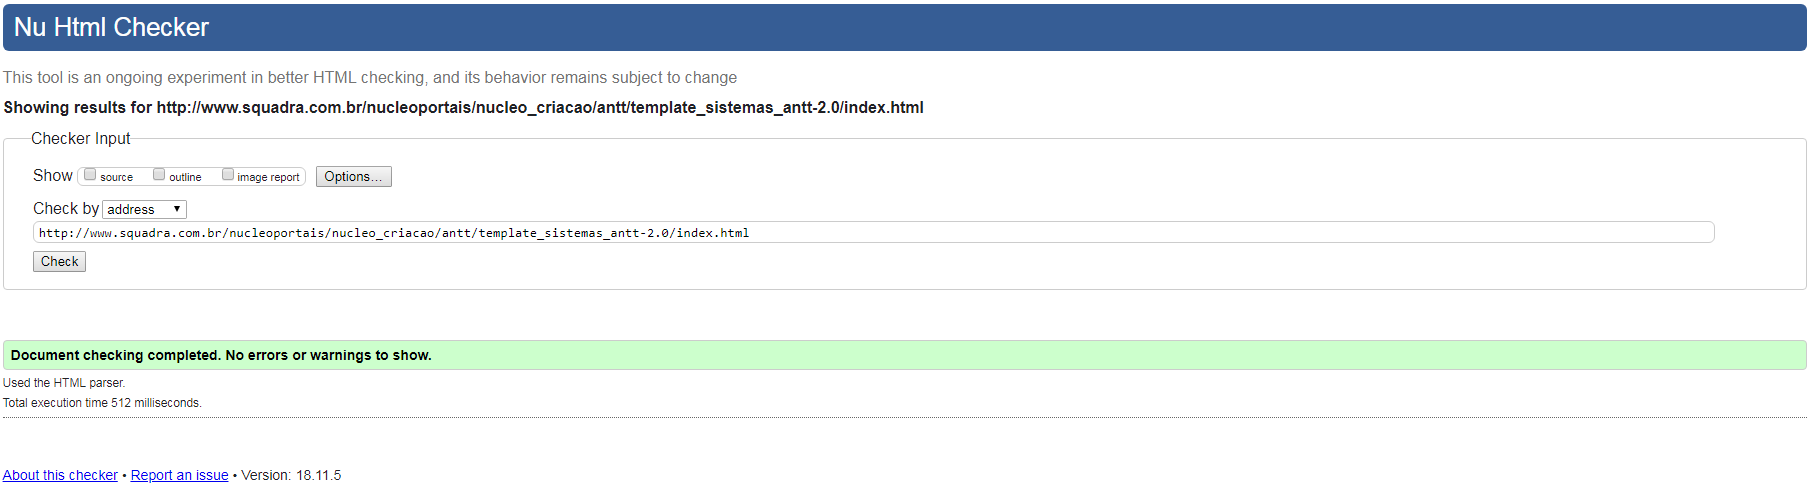 Nu Html Checker
This tool is an ongoing experiment in better HTML checking, and its behavior remains subject to change
Showing results for http://www.squadra.com.br/nucleoportais/nucleo_criacao/antt/template_sistemas_antt-2.0/index.html
Checker Input
Show source outline image report Options...
Check by address
http://www.squadra.com.br/nucleoportais/nucleo_criacao/antt/template_sistemas_antt-2.0/index.html
Check
Document checking completed. No errors or warnings to show.
Used the HTML parser.
Total execution time 512 milliseconds.
About this checker • Report an issue • Version: 18.11.5